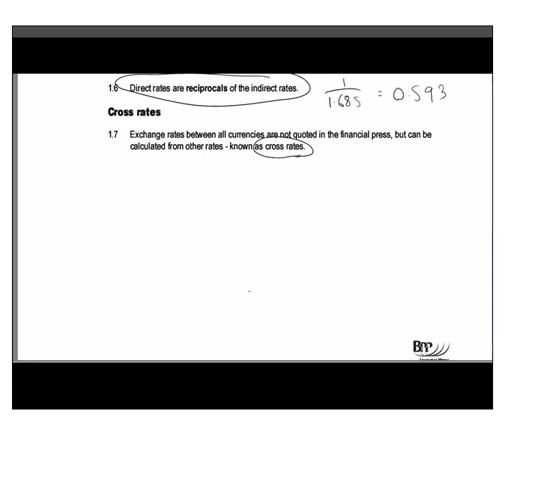 1.6 Direct rates are reciprocals of the indirect rates.
1/1.685 = 0.593
Cross rates
1.7 Exchange rates between all currencies are not quoted in the financial press, but can be
calculated from other rates - known as cross rates.
BPP